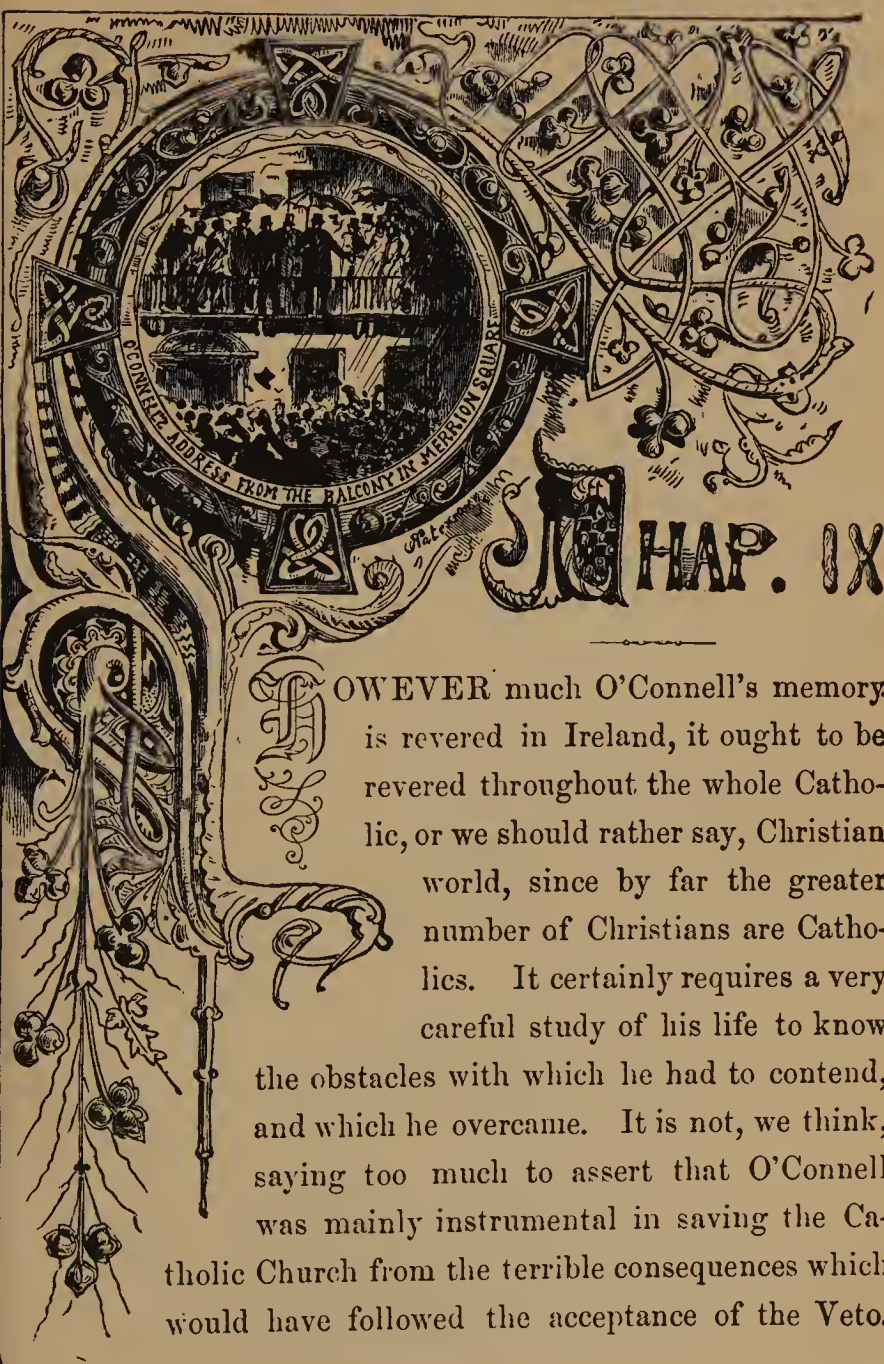 O'CONNELL'S ADDRESS FROM THE BALCONY IN MERRION SQUARE
CHAP. IX
HOWEVER much O'Connell's memory
is revered in Ireland, it ought to be
revered throughout the whole Catho-
lic, or we should rather say, Christian
world, since by far the greater
number of Christians are Catho-
lics. It certainly requires a very
careful study of his life to know
the obstacles with which he had to contend,
and which he overcame. It is not, we think,
saying too much to assert that O'Connell
was mainly instrumental in saving the Ca-
tholic Church from the terrible consequences which
would have followed the acceptance of the Veto.